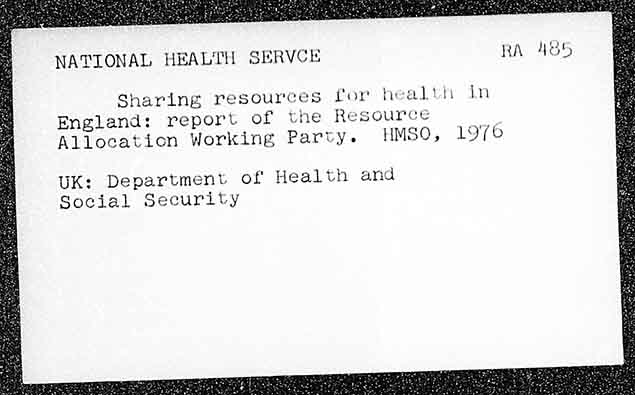 NATIONAL HEALTH SERVCE RA 485
Sharing resources for health in
England: report of the Resource
Allocation Working Party. HMSO, 1976
UK: Department of Health and
Social Security